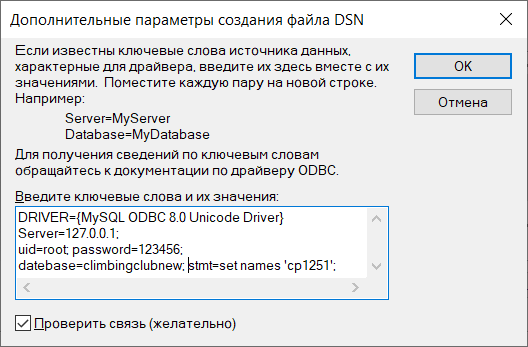 Дополнительные параметры создания файла DSN
Если известны ключевые слова источника данных,
характерные для драйвера, введите их здесь вместе с их
значениями. Поместите каждую пару на новой строке.
Например:
Server=MyServer
Database=MyDatabase
Для получения сведений по ключевым словам
обращайтесь к документации по драйверу ODBC.
Введите ключевые слова и их значения:
DRIVER={MySQL ODBC 8.0 Unicode Driver}
Server=127.0.0.1;
uid=root; password=123456;
datebase=climbingclubnew; stmt=set names 'cp1251';
Проверить связь (желательно)
OK
Отмена